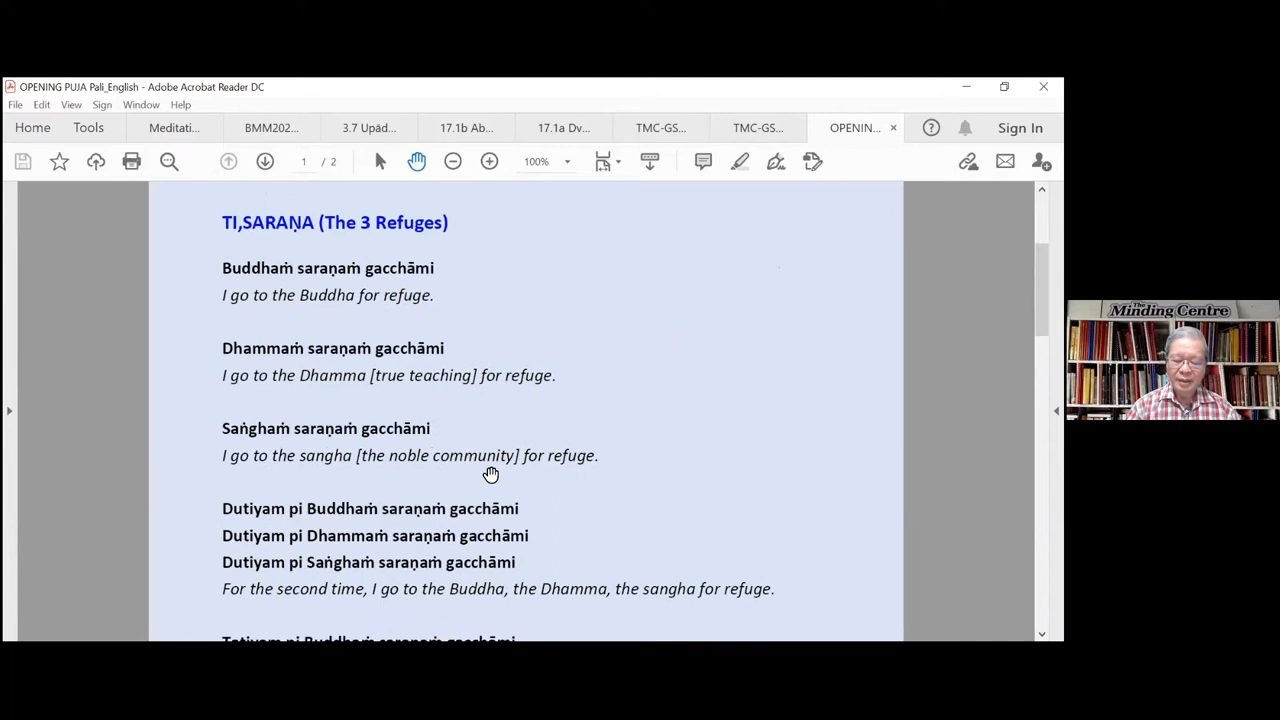 OPENING PUJA Pali_English - Adobe Acrobat Reader DC
File Edit View Sign Window Help
Home Tools Meditati... BMM202... 3.7 Upād... 17.1b Ab... 17.1a Dv... TMC-GS... TMC-GS... OPENIN... × ? Sign In
1 / 2 100%
TI,SARAṆA (The 3 Refuges)
Buddhaṁ saraṇaṁ gacchāmi
I go to the Buddha for refuge.
Dhammaṁ saraṇaṁ gacchāmi
I go to the Dhamma [true teaching] for refuge.
Saṅghaṁ saraṇaṁ gacchāmi
I go to the sangha [the noble community] for refuge.
Dutiyam pi Buddhaṁ saraṇaṁ gacchāmi
Dutiyam pi Dhammaṁ saraṇaṁ gacchāmi
Dutiyam pi Saṅghaṁ saraṇaṁ gacchāmi
For the second time, I go to the Buddha, the Dhamma, the sangha for refuge.
Tatiyam pi Buddhaṁ saraṇaṁ gacchāmi
The
Minding Centre